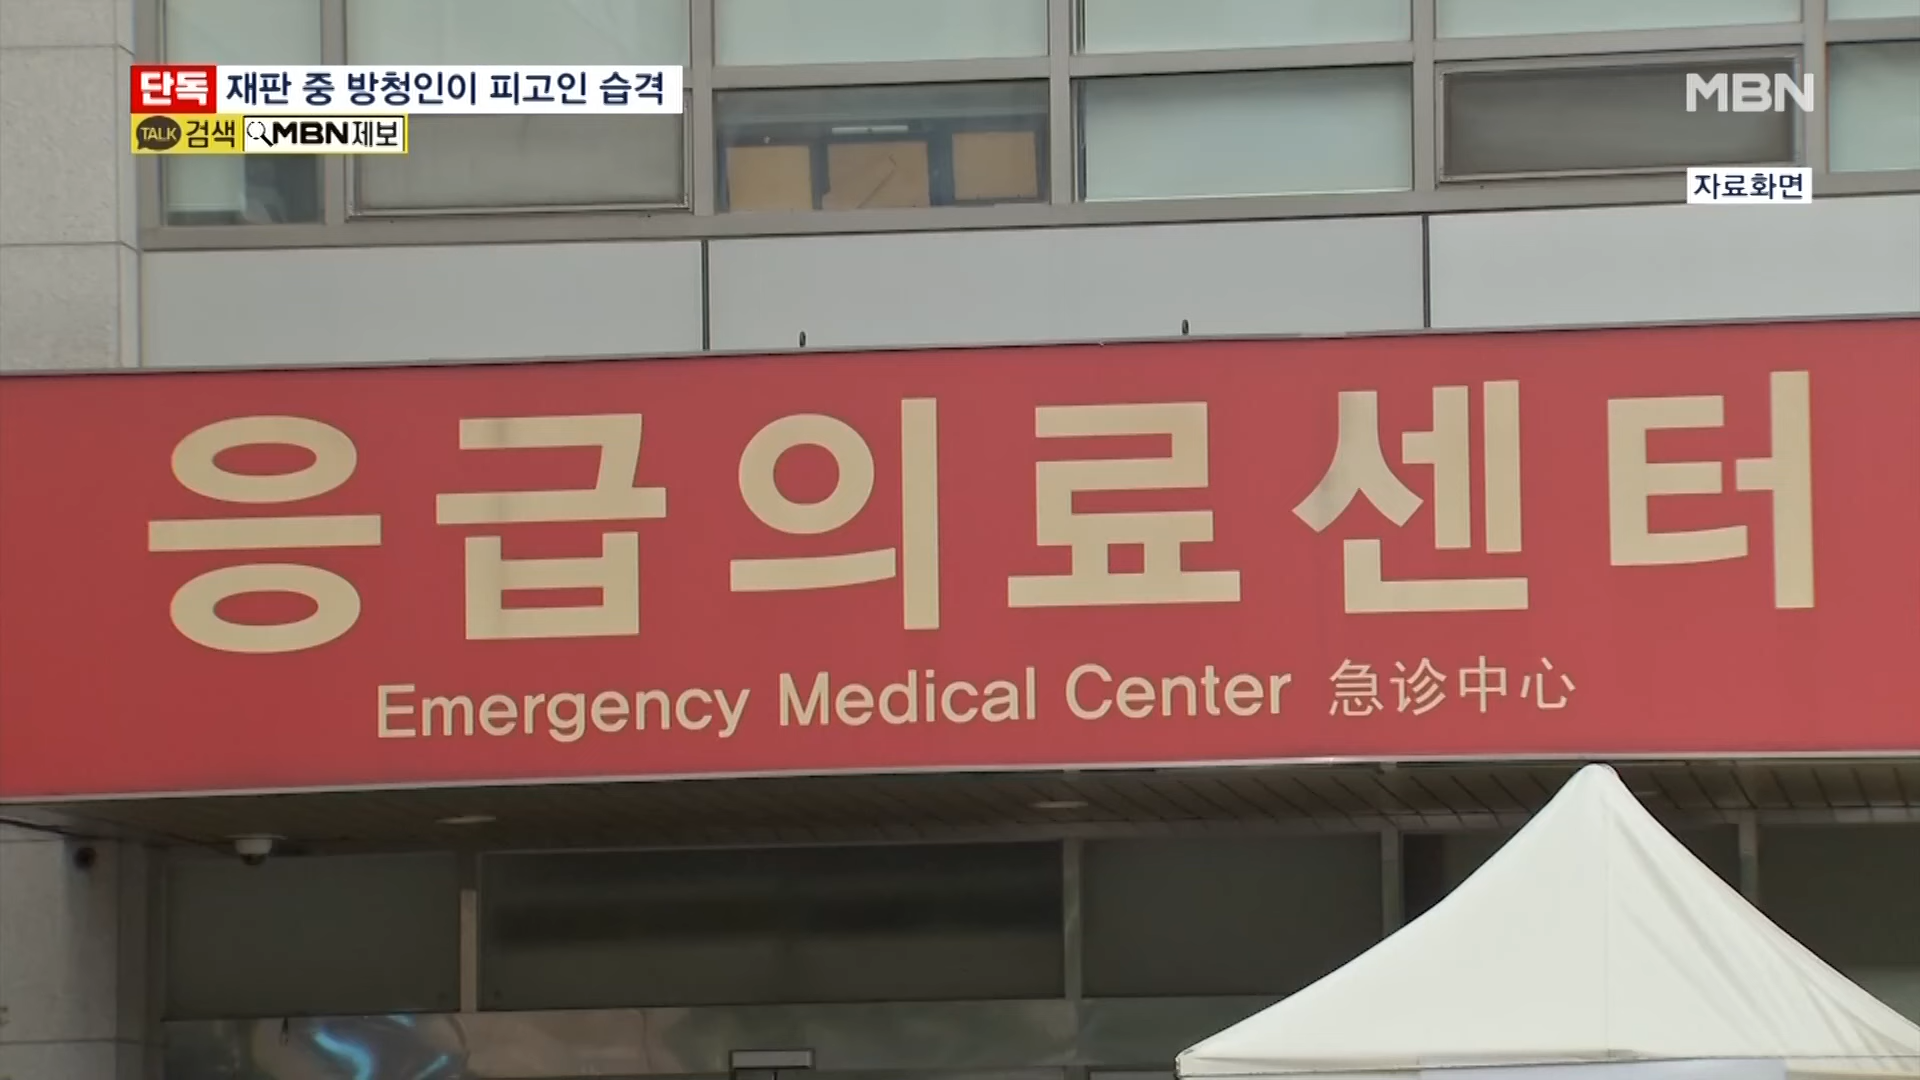 단독 재판 중 방청인이 피고인 습격
TALK 검색 MBN제보
MBN
자료화면
응급의료센터
Emergency Medical Center 急诊中心